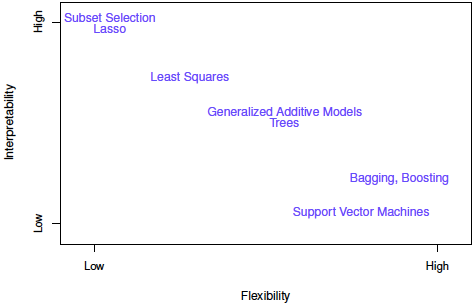 High
Subset Selection
Lasso
Least Squares
Generalized Additive Models
Trees
Bagging, Boosting
Support Vector Machines
Low
Interpretability
Low
High
Flexibility